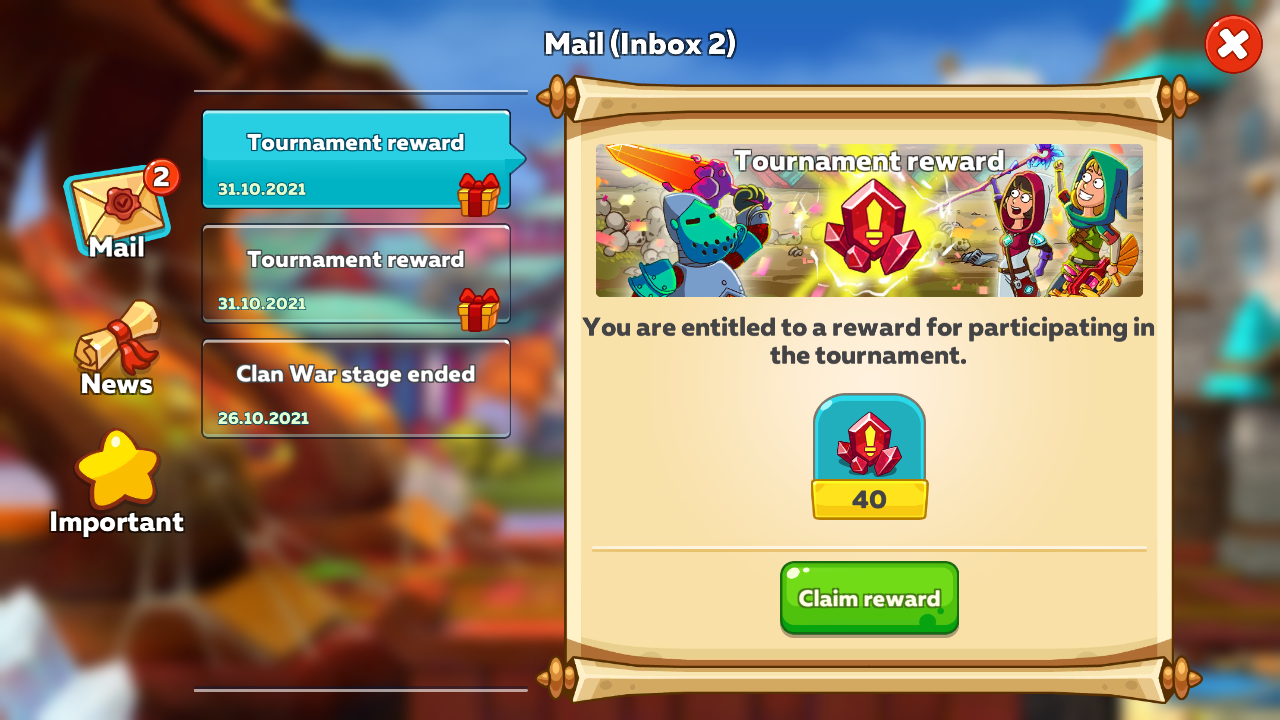 Mail (Inbox 2)
2
Mail
News
Important
Tournament reward
31.10.2021
Tournament reward
31.10.2021
Clan War stage ended
26.10.2021
Tournament reward
You are entitled to a reward for participating in
the tournament.
40
Claim reward